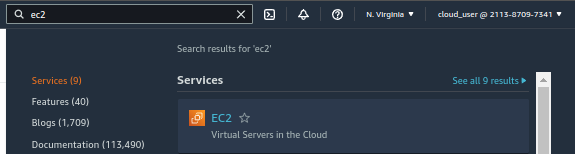 ec2
N. Virginia
cloud_user @ 2113-8709-7341
Search results for 'ec2'
Services (9)
Features (40)
Blogs (1,709)
Documentation (113,490)
Services
See all 9 results
EC2
Virtual Servers in the Cloud